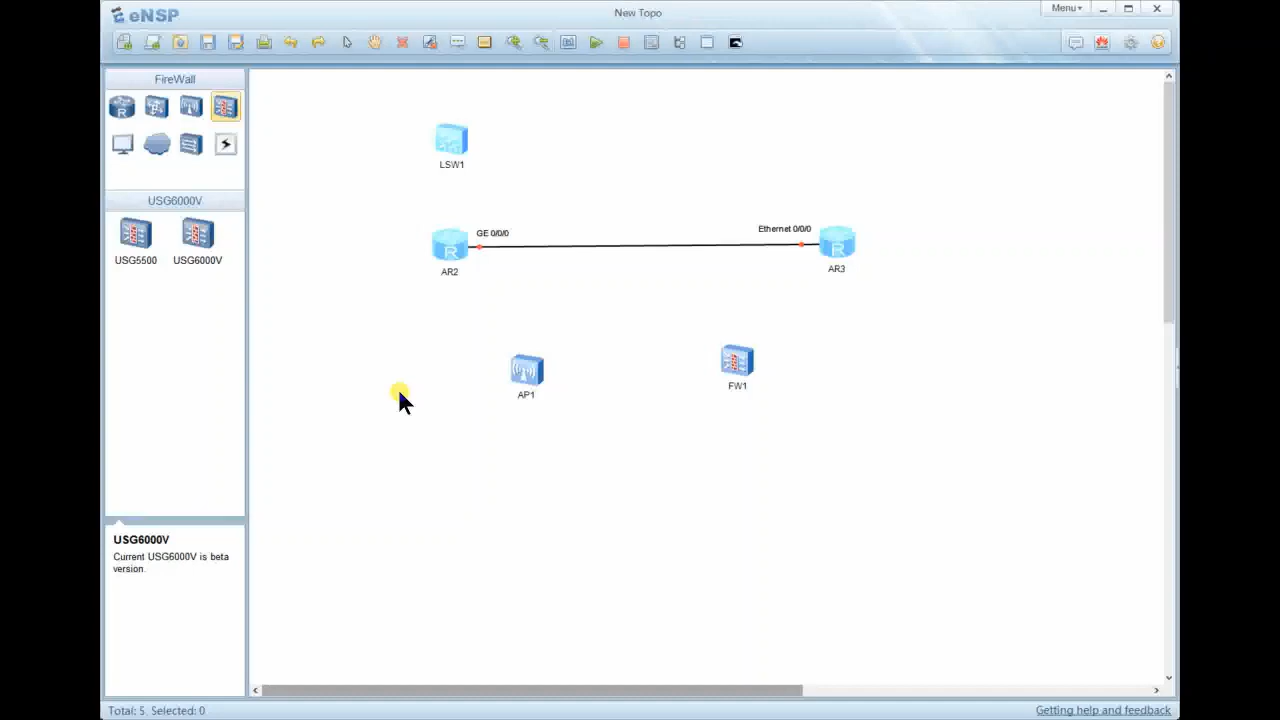 eNSP
New Topo
Menu
FireWall
R
USG6000V
USG5500
USG6000V
LSW1
GE 0/0/0
Ethernet 0/0/0
R
R
AR2
AR3
AP1
FW1
USG6000V
Current USG6000V is beta
version.
Total: 5 Selected: 0
Getting help and feedback